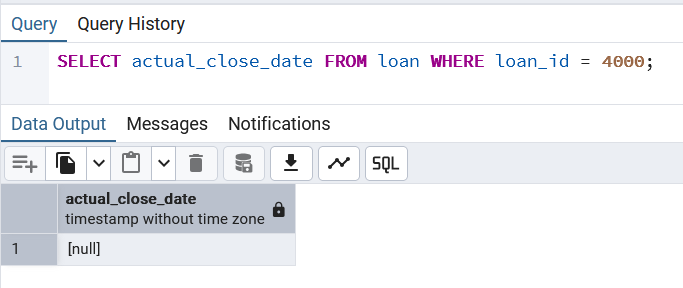 Query Query History
1 SELECT actual_close_date FROM loan WHERE loan_id = 4000;
Data Output Messages Notifications
SQL
actual_close_date
timestamp without time zone
1 [null]